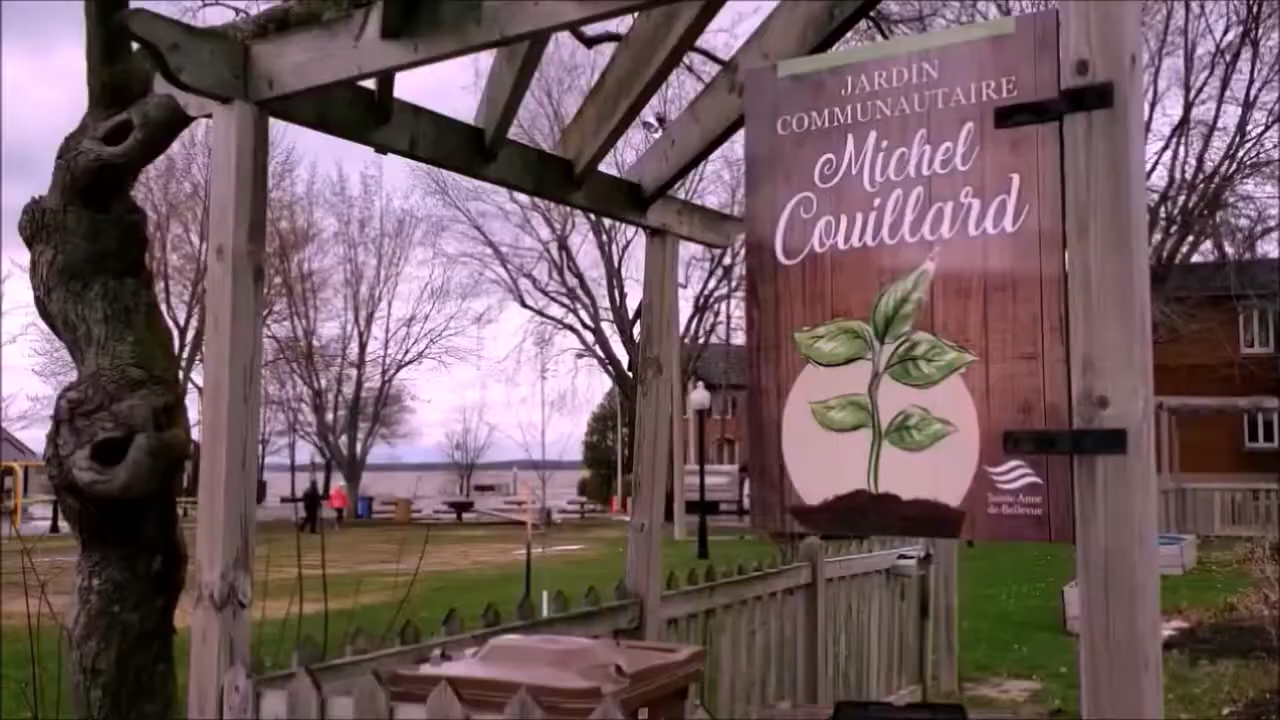 JARDIN
COMMUNAUTAIRE
Michel
Couillard
Sainte-Anne
de-Bellevue